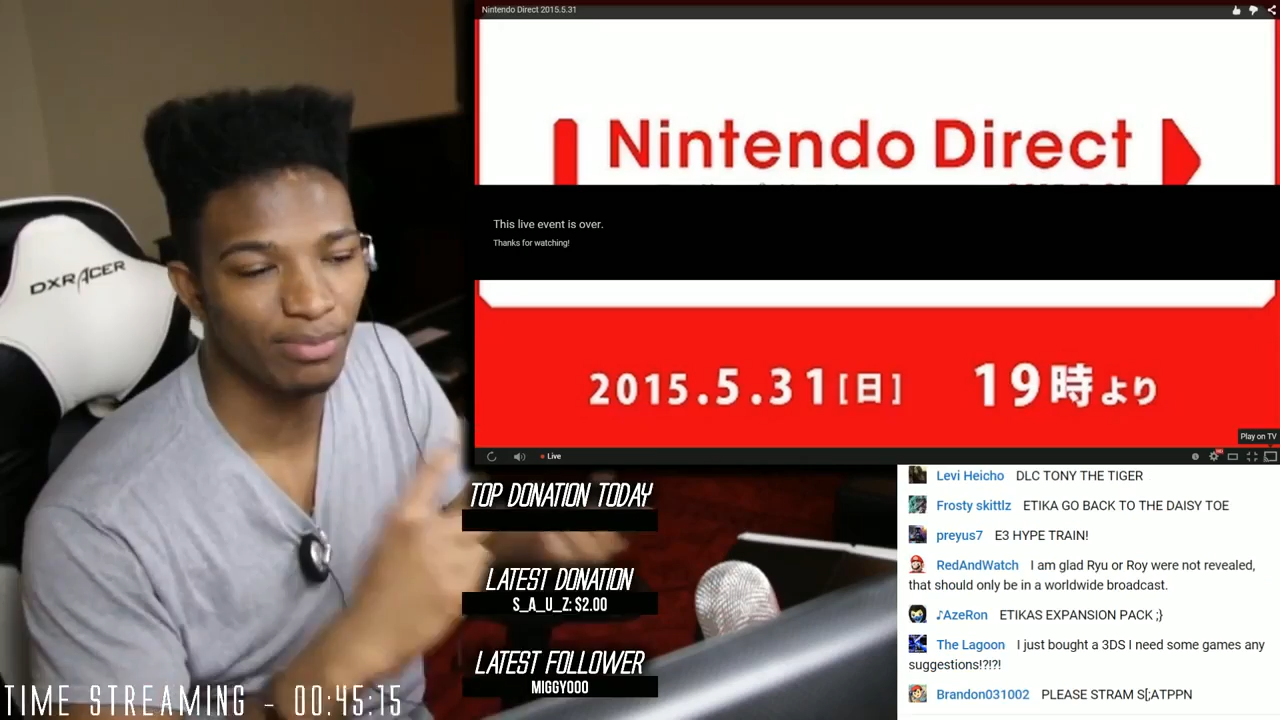 Nintendo Direct 2015.5.31
Nintendo Direct
This live event is over.
Thanks for watching!
2015.5.31[日] 19時より
Play on TV
Live
DXRACER
TOP DONATION TODAY
LATEST DONATION
S_A_U_Z: $2.00
LATEST FOLLOWER
MIGGY000
TIME STREAMING - 00:45:15
Levi Heicho DLC TONY THE TIGER
Frosty skittlz ETIKA GO BACK TO THE DAISY TOE
preyus7 E3 HYPE TRAIN!
RedAndWatch I am glad Ryu or Roy were not revealed,
that should only be in a worldwide broadcast.
♪AzeRon ETIKAS EXPANSION PACK ;}
The Lagoon I just bought a 3DS I need some games any
suggestions!?!?!
Brandon031002 PLEASE STRAM S[;ATPPN